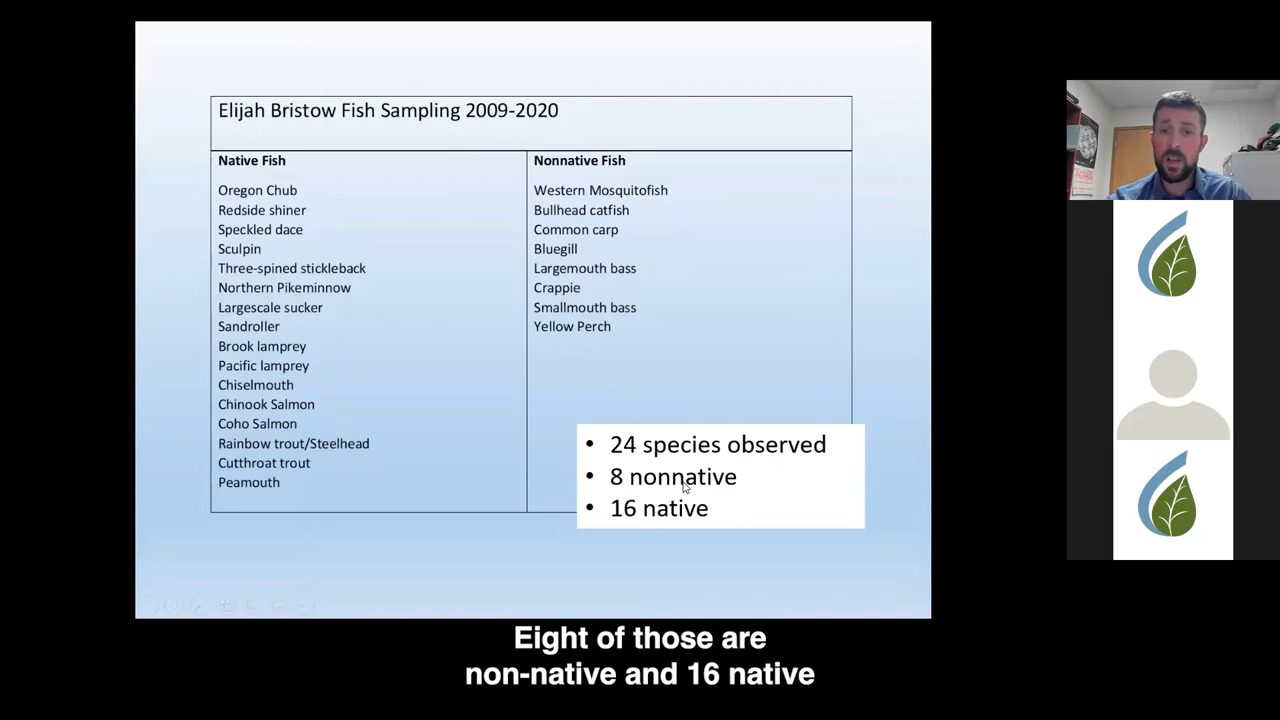 Elijah Bristow Fish Sampling 2009-2020
Native Fish
Oregon Chub
Redside shiner
Speckled dace
Sculpin
Three-spined stickleback
Northern Pikeminnow
Largescale sucker
Sandroller
Brook lamprey
Pacific lamprey
Chiselmouth
Chinook Salmon
Coho Salmon
Rainbow trout/Steelhead
Cutthroat trout
Peamouth
Nonnative Fish
Western Mosquitofish
Bullhead catfish
Common carp
Bluegill
Largemouth bass
Crappie
Smallmouth bass
Yellow Perch
• 24 species observed
• 8 nonnative
• 16 native
Eight of those are
non-native and 16 native